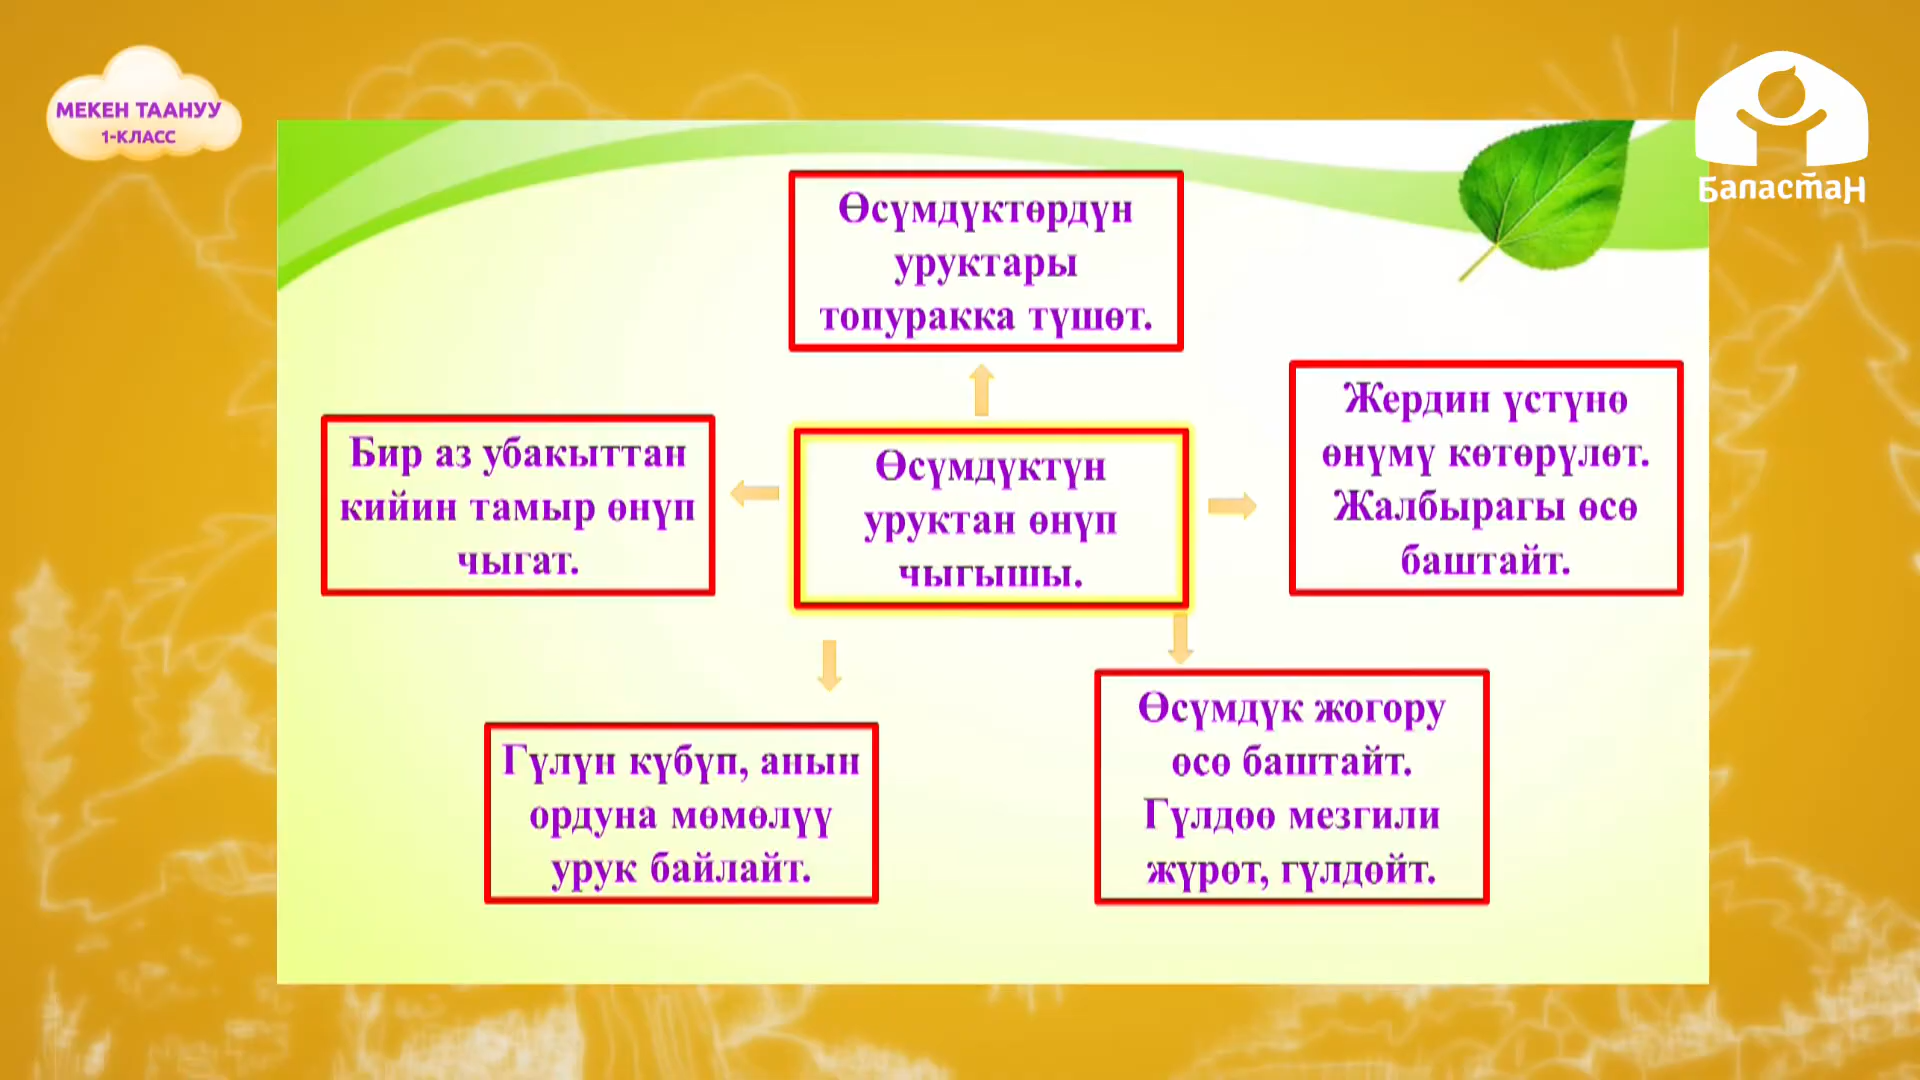 МЕКЕН ТААНУУ
1-КЛАСС
Баластан
Өсүмдүктөрдүн
уруктары
топуракка түшөт.
Бир аз убакыттан
кийин тамыр өнүп
чыгат.
Өсүмдүктүн
уруктан өнүп
чыгышы.
Жердин үстүнө
өнүмү көтөрүлөт.
Жалбырагы өсө
баштайт.
Гүлүн күбүп, анын
ордуна мөмөлүү
урук байлайт.
Өсүмдүк жогору
өсө баштайт.
Гүлдөө мезгили
жүрөт, гүлдөйт.